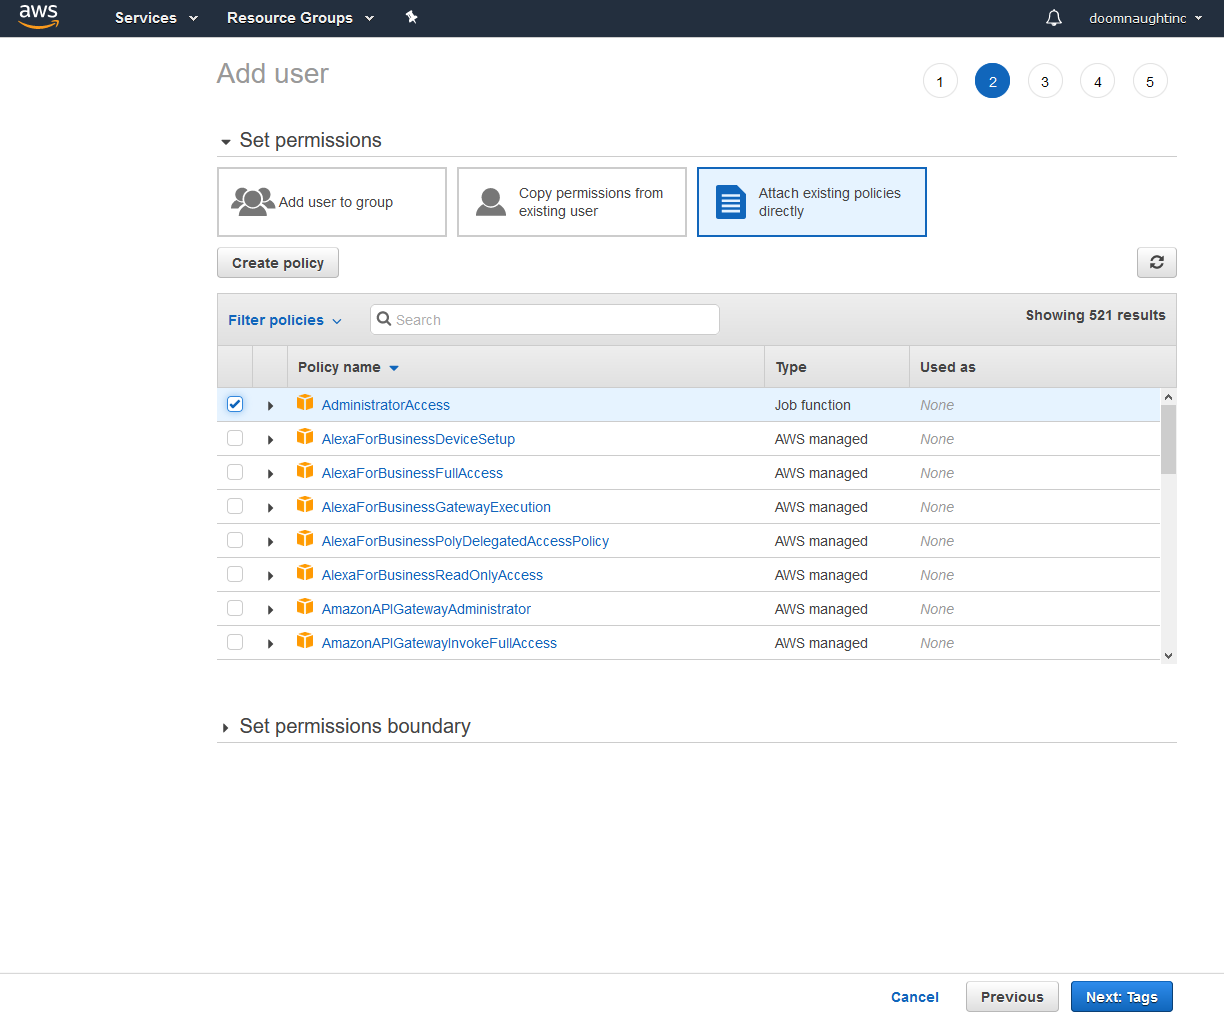 aws Services Resource Groups doomnaughtinc
Add user 1 2 3 4 5
Set permissions
Add user to group
Copy permissions from
existing user
Attach existing policies
directly
Create policy
Filter policies Search Showing 521 results
Policy name Type Used as
AdministratorAccess Job function None
AlexaForBusinessDeviceSetup AWS managed None
AlexaForBusinessFullAccess AWS managed None
AlexaForBusinessGatewayExecution AWS managed None
AlexaForBusinessPolyDelegatedAccessPolicy AWS managed None
AlexaForBusinessReadOnlyAccess AWS managed None
AmazonAPIGatewayAdministrator AWS managed None
AmazonAPIGatewayInvokeFullAccess AWS managed None
Set permissions boundary
Cancel Previous Next: Tags